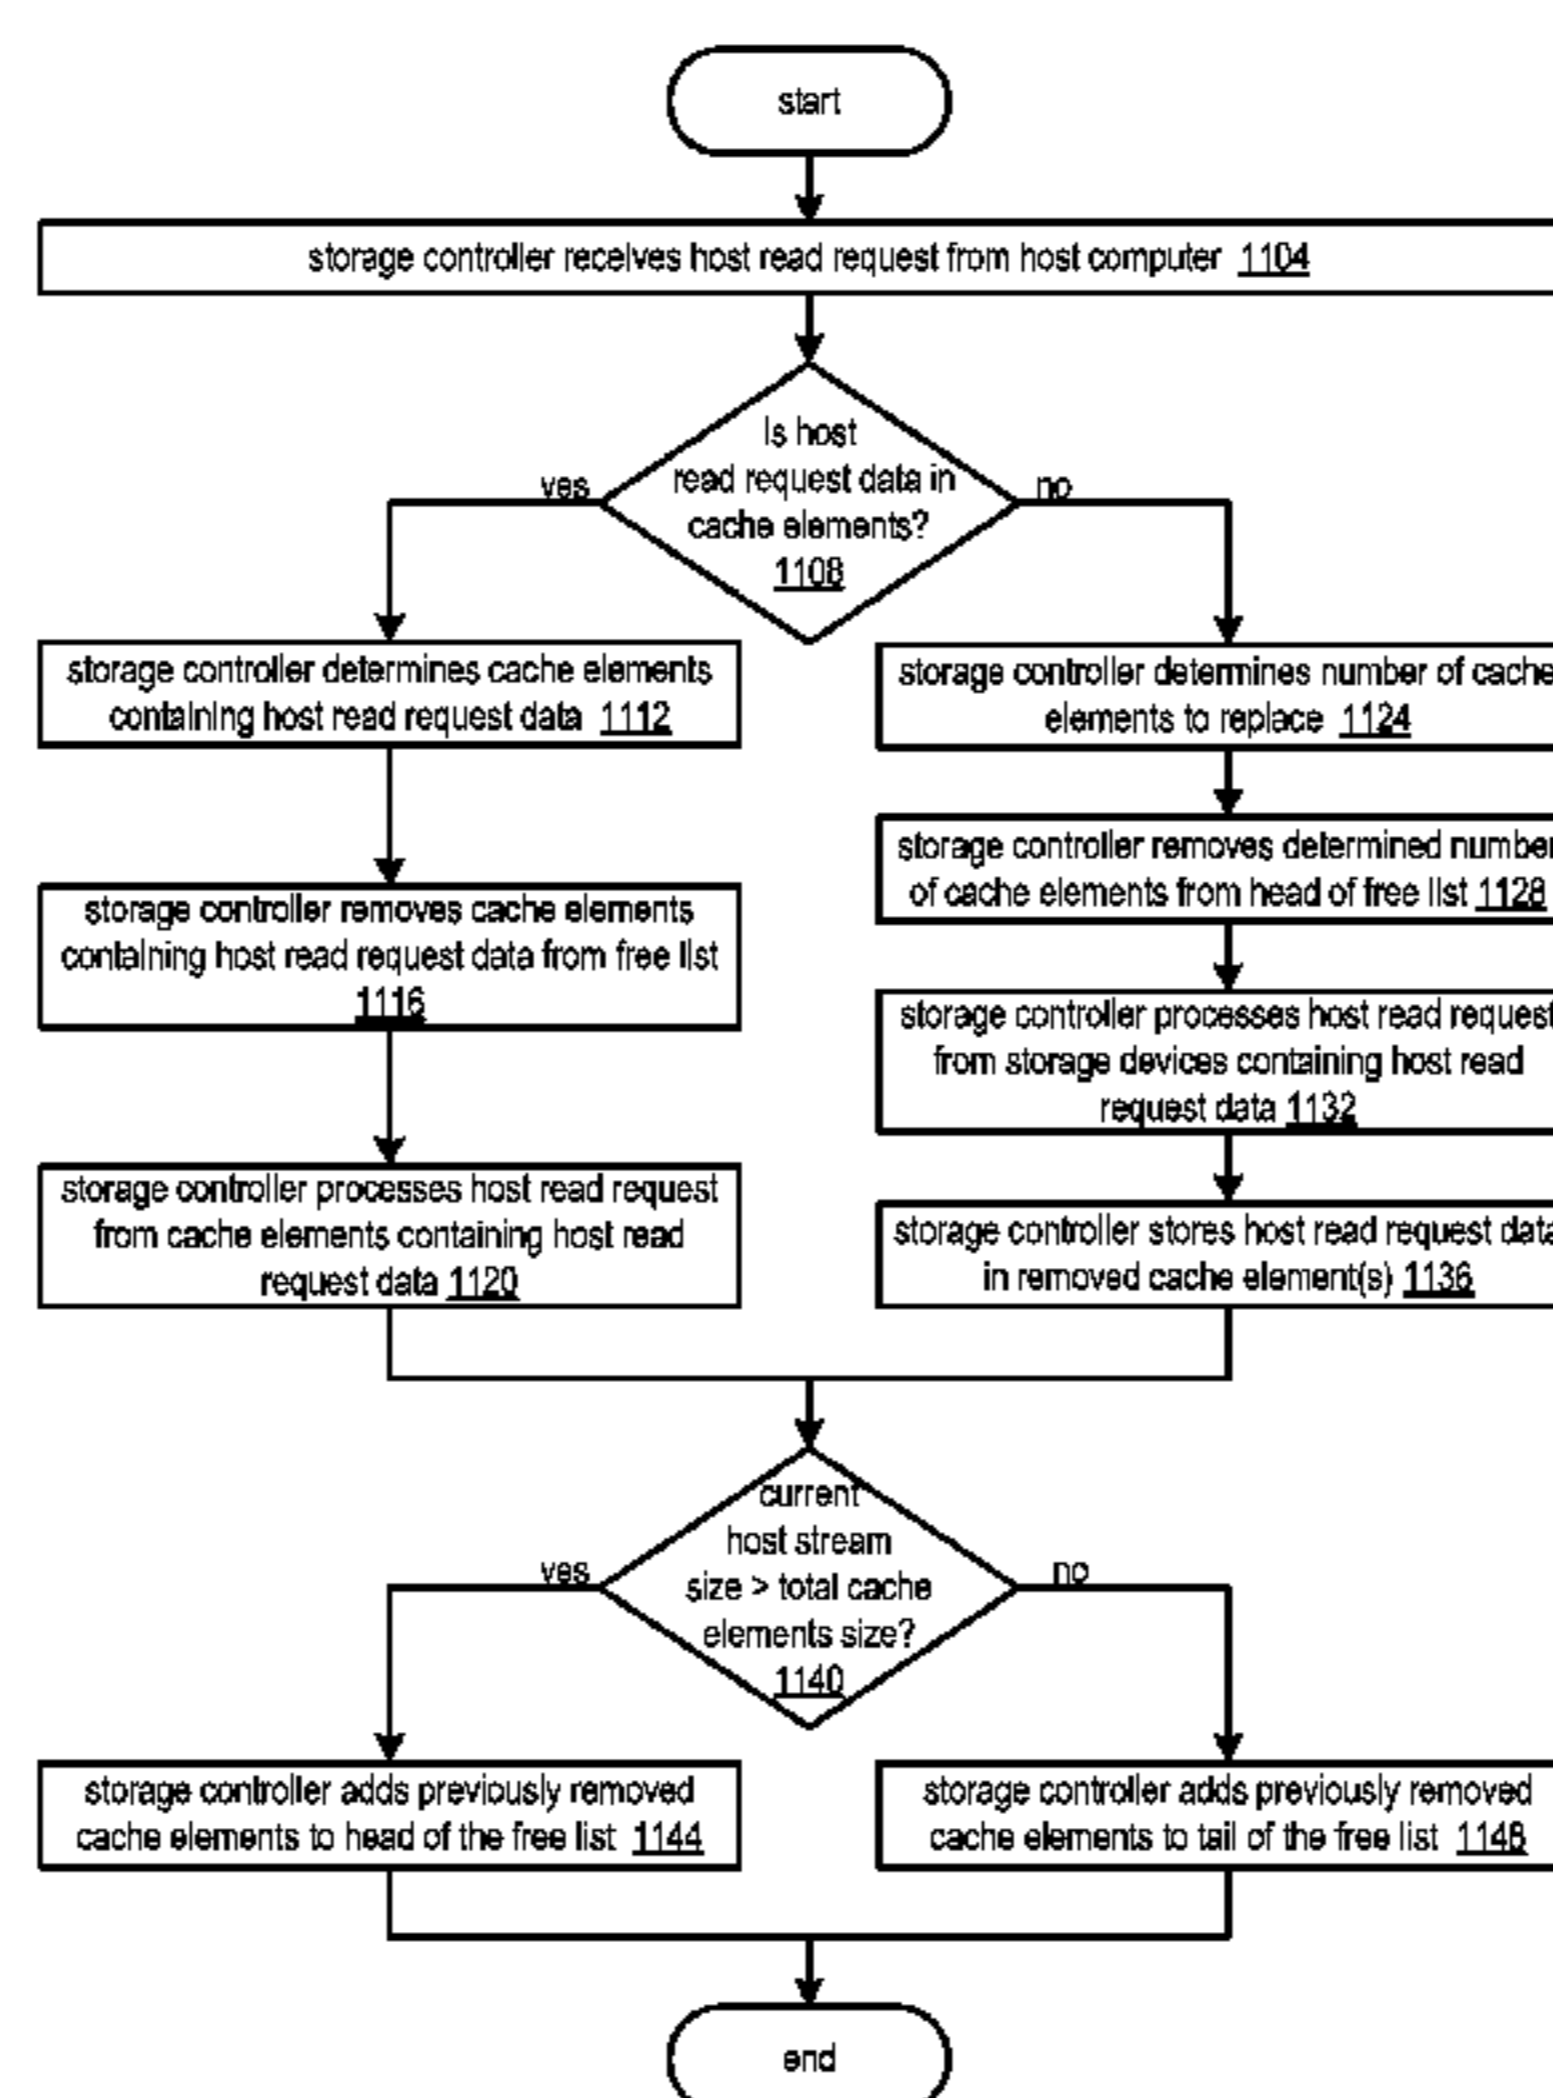 start
storage controller receives host read request from host computer 1104
Is host
read request data in
cache elements?
1108
yes
no
storage controller determines cache elements
containing host read request data 1112
storage controller removes cache elements
containing host read request data from free list
1116
storage controller processes host read request
from cache elements containing host read
request data 1120
storage controller determines number of cache
elements to replace 1124
storage controller removes determined number
of cache elements from head of free list 1128
storage controller processes host read request
from storage devices containing host read
request data 1132
storage controller stores host read request data
in removed cache element(s) 1136
current
host stream
size > total cache
elements size?
1140
yes
no
storage controller adds previously removed
cache elements to head of the free list 1144
storage controller adds previously removed
cache elements to tail of the free list 1148
end